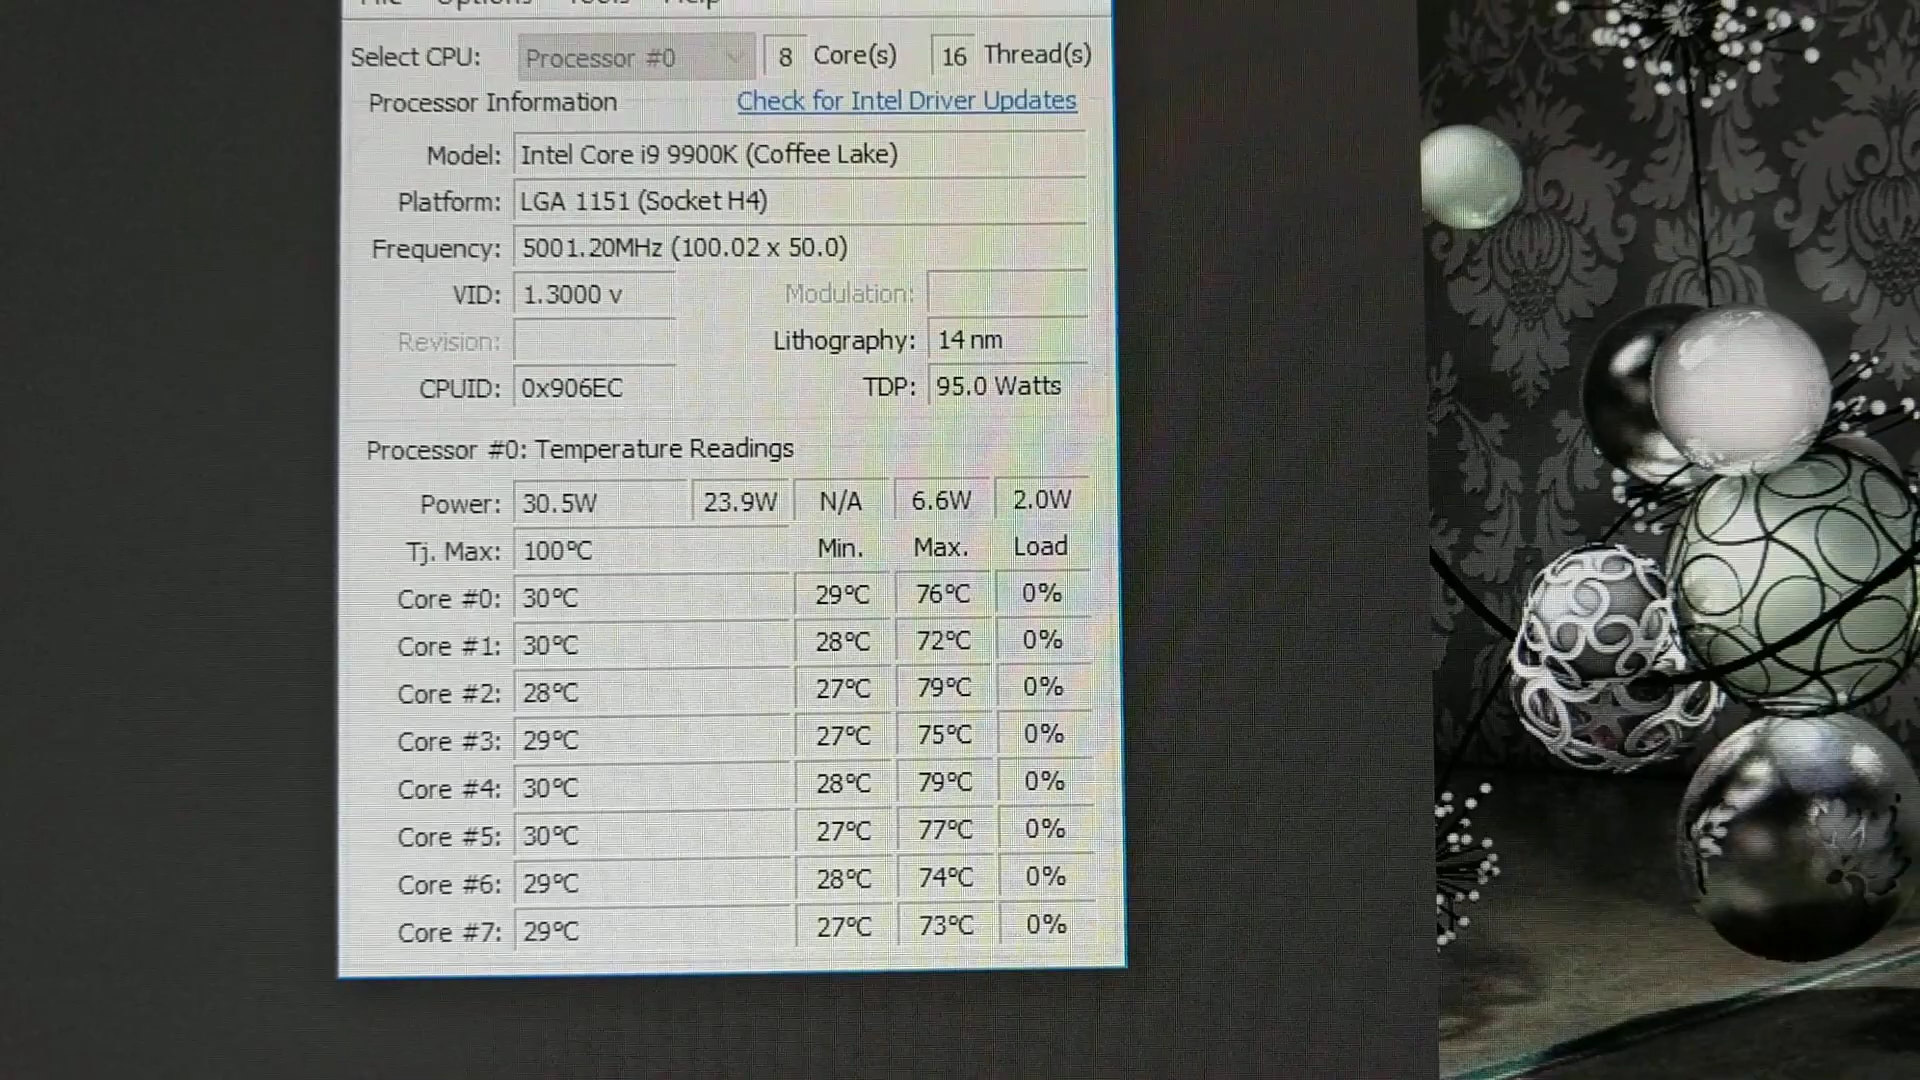 File Options Tools Help
Select CPU: Processor #0 8 Core(s) 16 Thread(s)
Processor Information Check for Intel Driver Updates
Model: Intel Core i9 9900K (Coffee Lake)
Platform: LGA 1151 (Socket H4)
Frequency: 5001.20MHz (100.02 x 50.0)
VID: 1.3000 v Modulation:
Revision: Lithography: 14 nm
CPUID: 0x906EC TDP: 95.0 Watts
Processor #0: Temperature Readings
Power: 30.5W 23.9W N/A 6.6W 2.0W
Tj. Max: 100°C Min. Max. Load
Core #0: 30°C 29°C 76°C 0%
Core #1: 30°C 28°C 72°C 0%
Core #2: 28°C 27°C 79°C 0%
Core #3: 29°C 27°C 75°C 0%
Core #4: 30°C 28°C 79°C 0%
Core #5: 30°C 27°C 77°C 0%
Core #6: 29°C 28°C 74°C 0%
Core #7: 29°C 27°C 73°C 0%